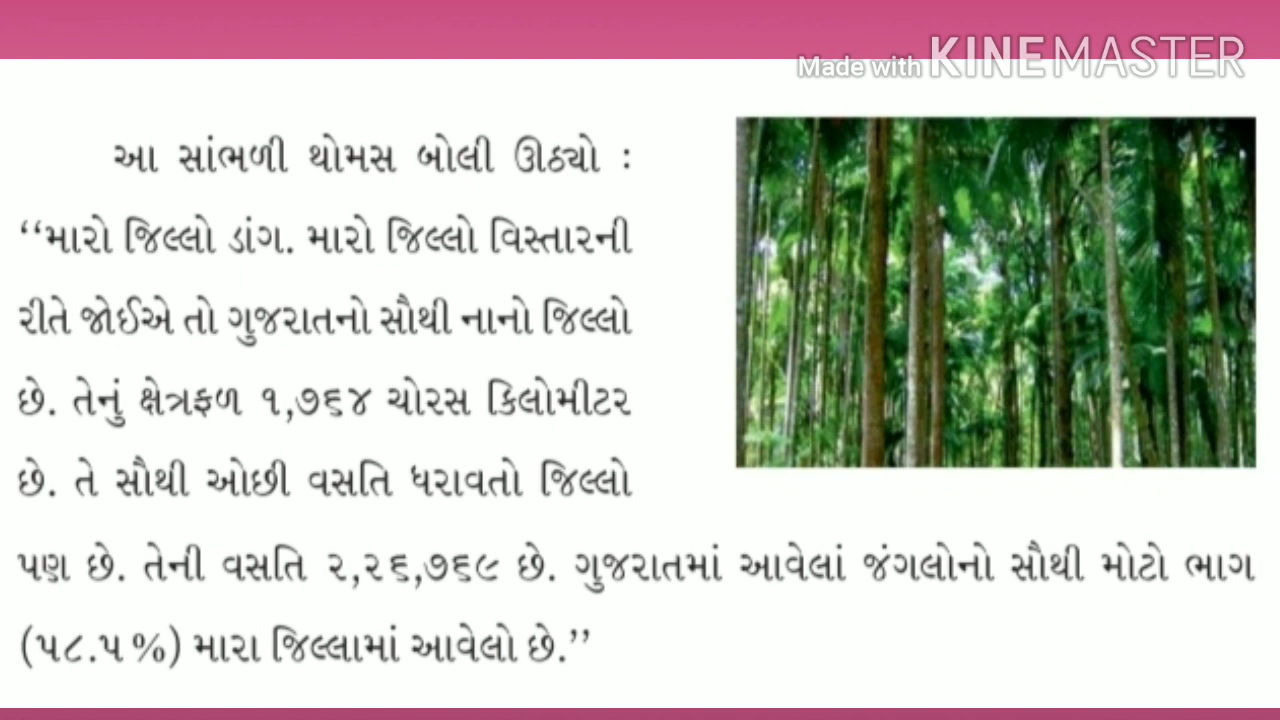 Made with KINEMASTER
આ સાંભળી થોમસ બોલી ઊઠ્યો :
“મારો જિલ્લો ડાંગ. મારો જિલ્લો વિસ્તારની
રીતે જોઈએ તો ગુજરાતનો સૌથી નાનો જિલ્લો
છે. તેનું ક્ષેત્રફળ ૧,૭૬૪ ચોરસ કિલોમીટર
છે. તે સૌથી ઓછી વસતિ ધરાવતો જિલ્લો
પણ છે. તેની વસતિ ૨,૨૬,૭૬૯ છે. ગુજરાતમાં આવેલાં જંગલોનો સૌથી મોટો ભાગ
(૫૮.૫%) મારા જિલ્લામાં આવેલો છે.”